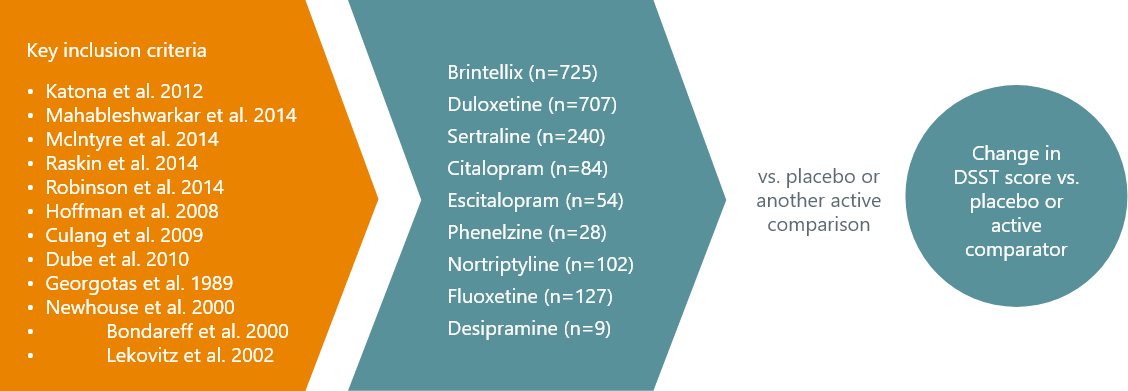 Key inclusion criteria
• Katona et al. 2012
• Mahableshwarkar et al. 2014
• McIntyre et al. 2014
• Raskin et al. 2014
• Robinson et al. 2014
• Hoffman et al. 2008
• Culang et al. 2009
• Dube et al. 2010
• Georgotas et al. 1989
• Newhouse et al. 2000
• Bondareff et al. 2000
• Lekovitz et al. 2002
Brintellix (n=725)
Duloxetine (n=707)
Sertraline (n=240)
Citalopram (n=84)
Escitalopram (n=54)
Phenelzine (n=28)
Nortriptyline (n=102)
Fluoxetine (n=127)
Desipramine (n=9)
vs. placebo or
another active
comparison
Change in
DSST score vs.
placebo or
active
comparator